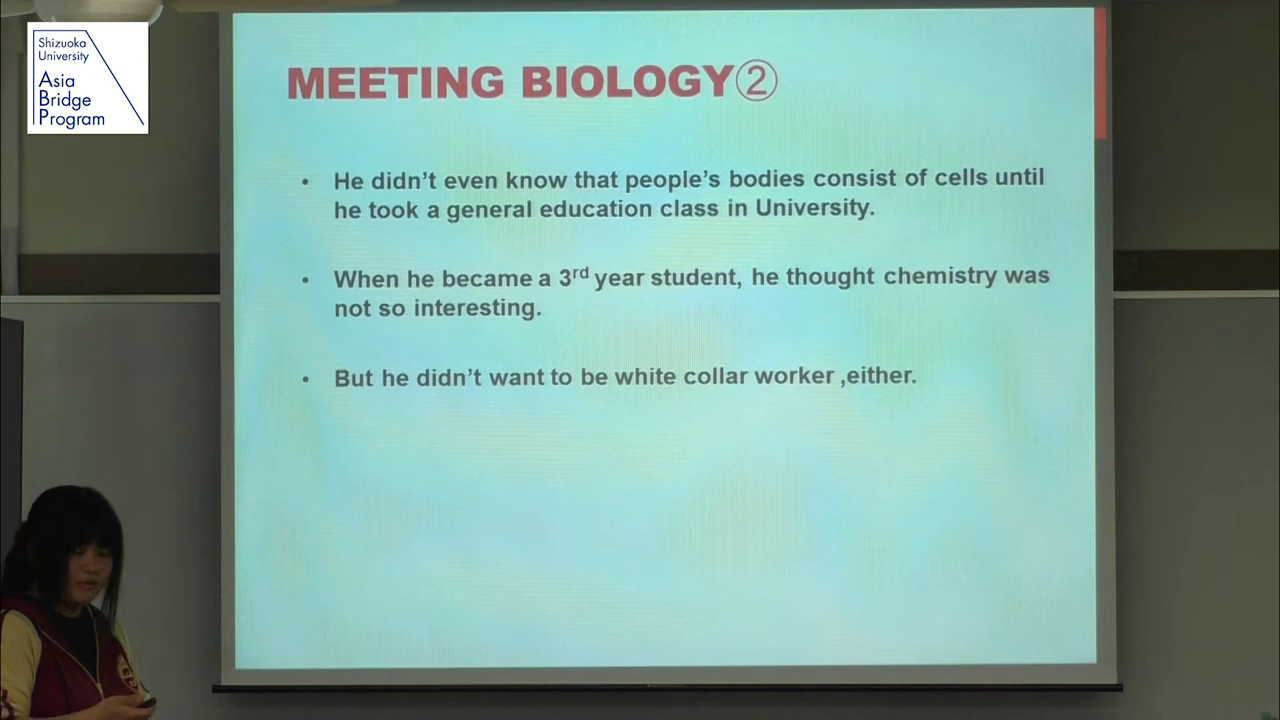 Shizuoka
University
Asia
Bridge
Program
MEETING BIOLOGY②
• He didn't even know that people's bodies consist of cells until
he took a general education class in University.
• When he became a 3rd year student, he thought chemistry was
not so interesting.
• But he didn't want to be white collar worker ,either.